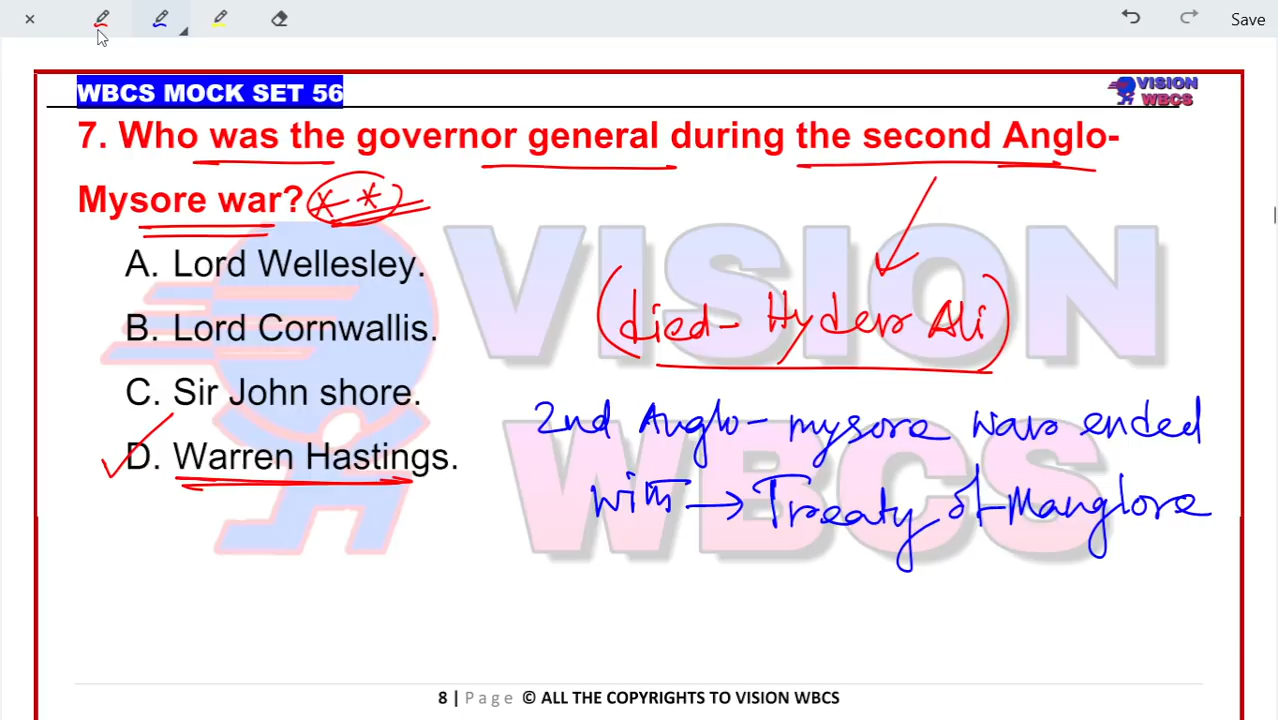 Save
WBCS MOCK SET 56
VISION
WBCS
7. Who was the governor general during the second Anglo-
Mysore war? **
A. Lord Wellesley.
B. Lord Cornwallis.
C. Sir John shore.
D. Warren Hastings.
(died - Hyder Ali)
2nd Anglo - mysore war ended
with → Treaty of Manglore
VISION
WBCS
8 | Page © ALL THE COPYRIGHTS TO VISION WBCS